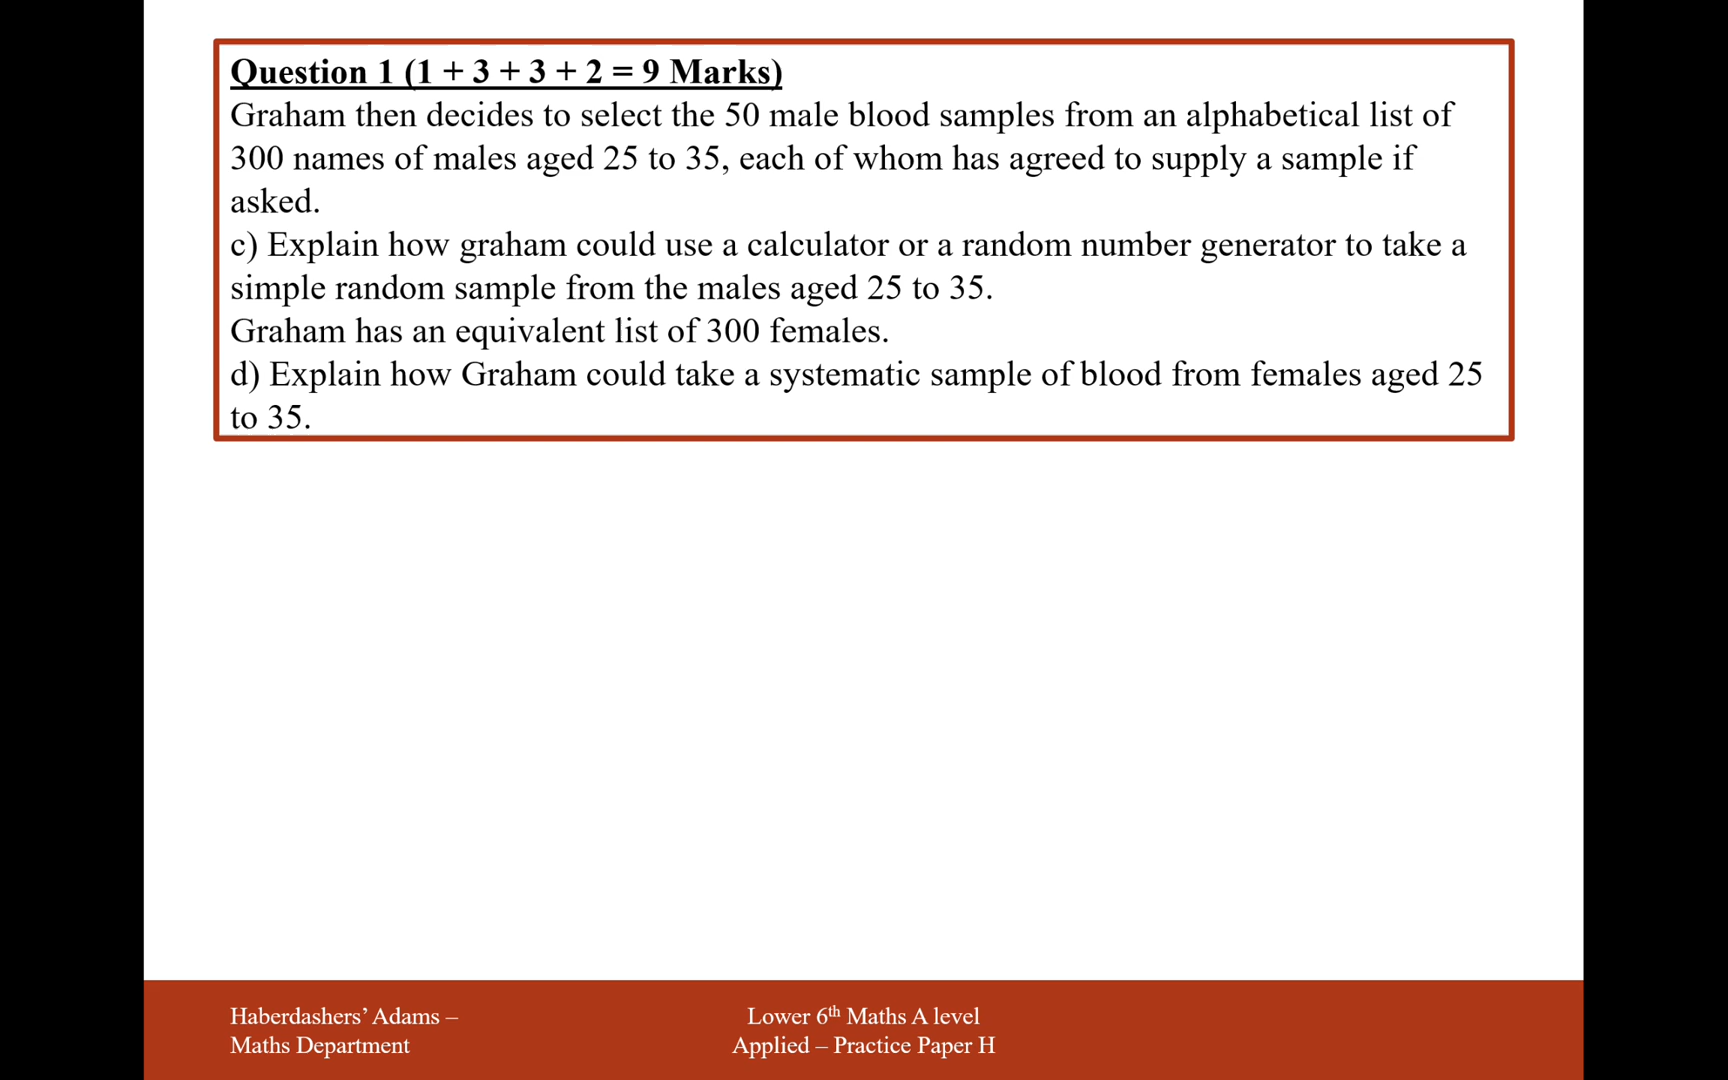 Question 1 (1 + 3 + 3 + 2 = 9 Marks)
Graham then decides to select the 50 male blood samples from an alphabetical list of
300 names of males aged 25 to 35, each of whom has agreed to supply a sample if
asked.
c) Explain how graham could use a calculator or a random number generator to take a
simple random sample from the males aged 25 to 35.
Graham has an equivalent list of 300 females.
d) Explain how Graham could take a systematic sample of blood from females aged 25
to 35.
Haberdashers’ Adams –
Maths Department
Lower 6th Maths A level
Applied – Practice Paper H